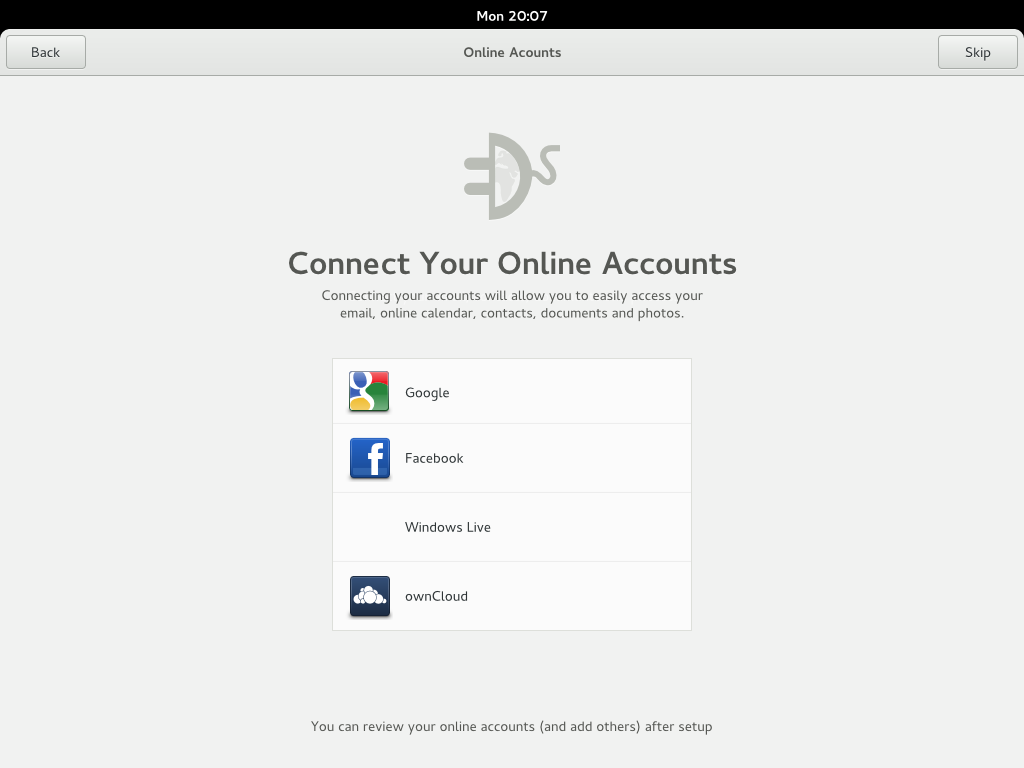 Mon 20:07
Back
Online Acounts
Skip
Connect Your Online Accounts
Connecting your accounts will allow you to easily access your
email, online calendar, contacts, documents and photos.
Google
Facebook
Windows Live
ownCloud
You can review your online accounts (and add others) after setup